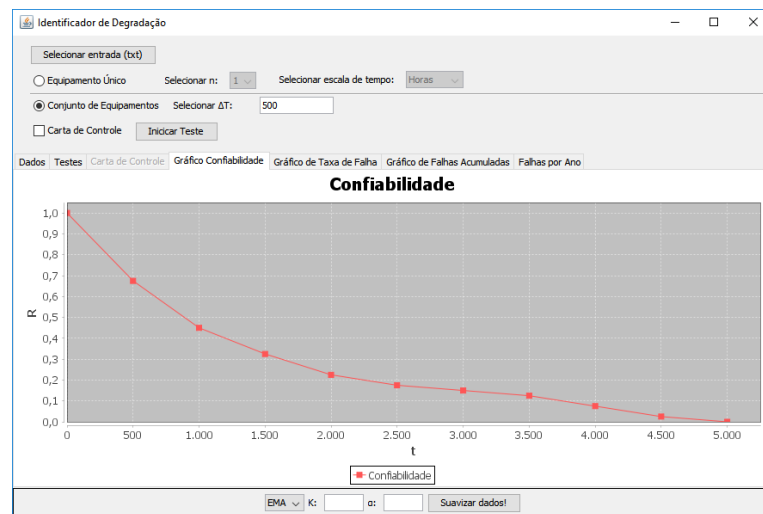 Identificador de Degradação
Selecionar entrada (txt)
Equipamento Único Selecionar n: 1 Selecionar escala de tempo: Horas
Conjunto de Equipamentos Selecionar ΔT: 500
Carta de Controle Inicicar Teste
Dados Testes Carta de Controle Gráfico Confiabilidade Gráfico de Taxa de Falha Gráfico de Falhas Acumuladas Falhas por Ano
Confiabilidade
1,0
0,9
0,8
0,7
0,6
0,5
0,4
0,3
0,2
0,1
0,0
R
0 500 1.000 1.500 2.000 2.500 3.000 3.500 4.000 4.500 5.000
t
Confiabilidade
EMA K: α: Suavizar dados!